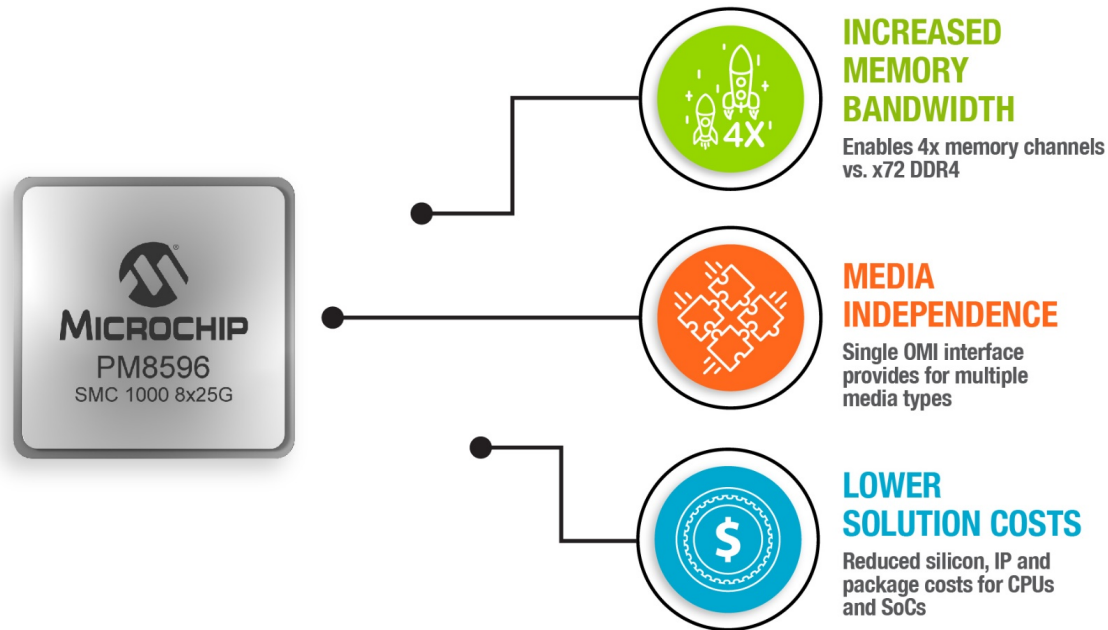 MICROCHIP
PM8596
SMC 1000 8x25G
4X
INCREASED
MEMORY
BANDWIDTH
Enables 4x memory channels
vs. x72 DDR4
MEDIA
INDEPENDENCE
Single OMI interface
provides for multiple
media types
$
LOWER
SOLUTION COSTS
Reduced silicon, IP and
package costs for CPUs
and SoCs